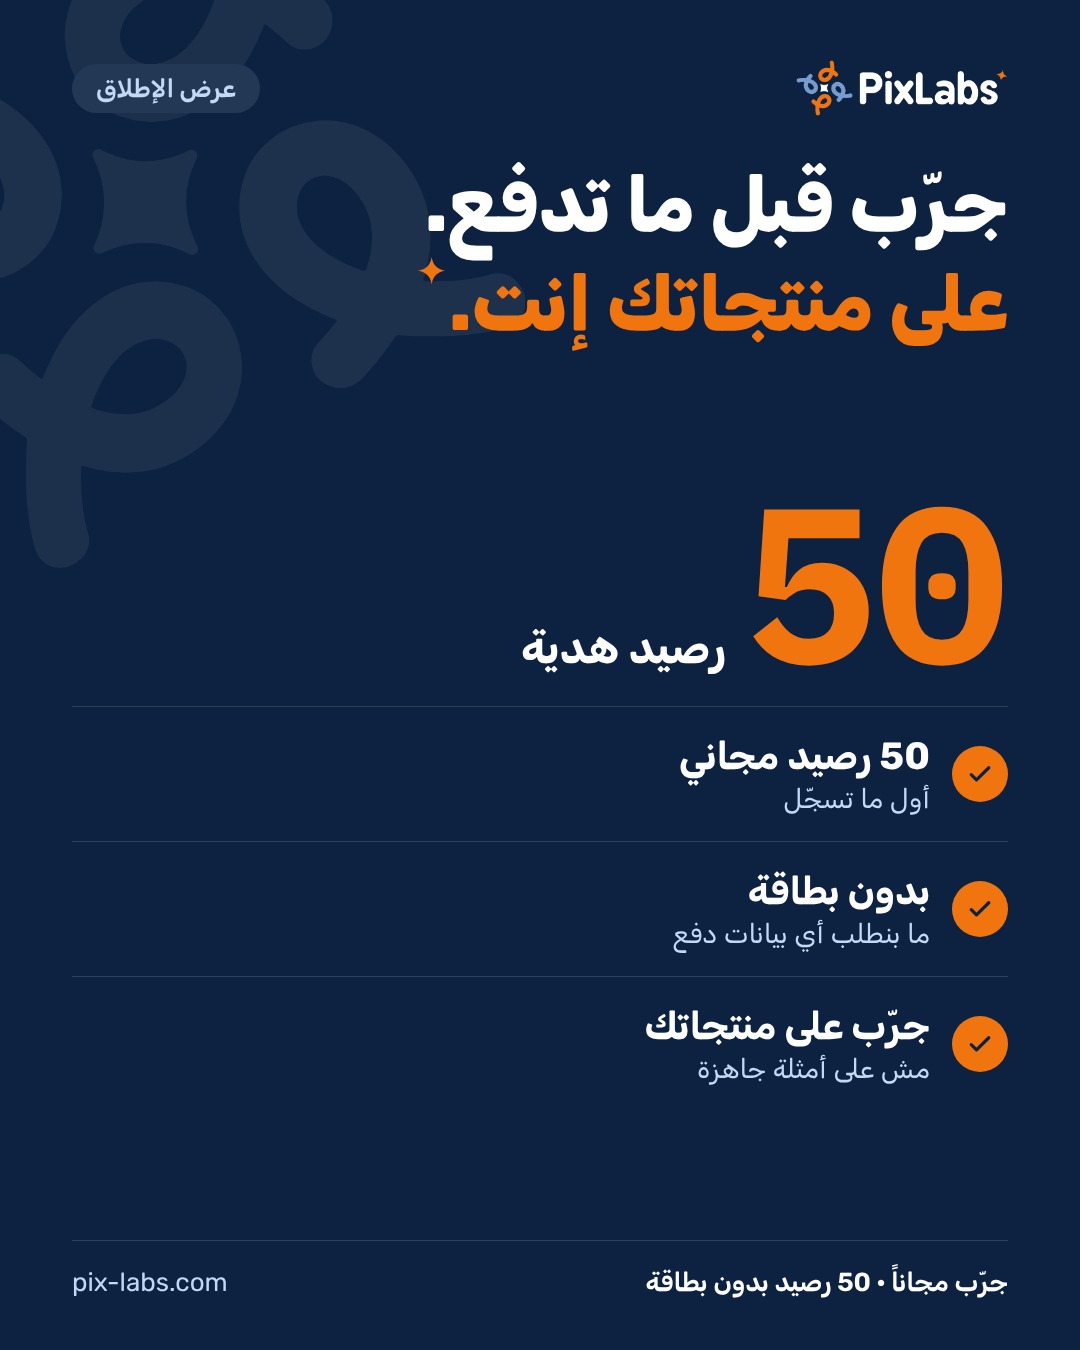 PixLabs
عرض الإطلاق
جرّب قبل ما تدفع.
على منتجاتك إنت.
50 رصيد هدية
50 رصيد مجاني
أول ما تسجّل
بدون بطاقة
ما بنطلب أي بيانات دفع
جرّب على منتجاتك
مش على أمثلة جاهزة
جرّب مجاناً • 50 رصيد بدون بطاقة
pix-labs.com